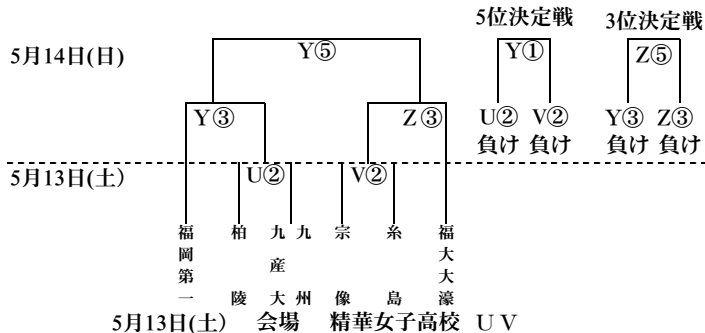 5位決定戦 3位決定戦
5月14日(日) Y⑤ Y① Z⑤
Y③ Z③ U② V② Y③ Z③
負け 負け 負け 負け
5月13日(土) U② V②
福岡第一 柏陵 九産大九州 宗像 糸島 福大大濠
5月13日(土) 会場 精華女子高校 U V